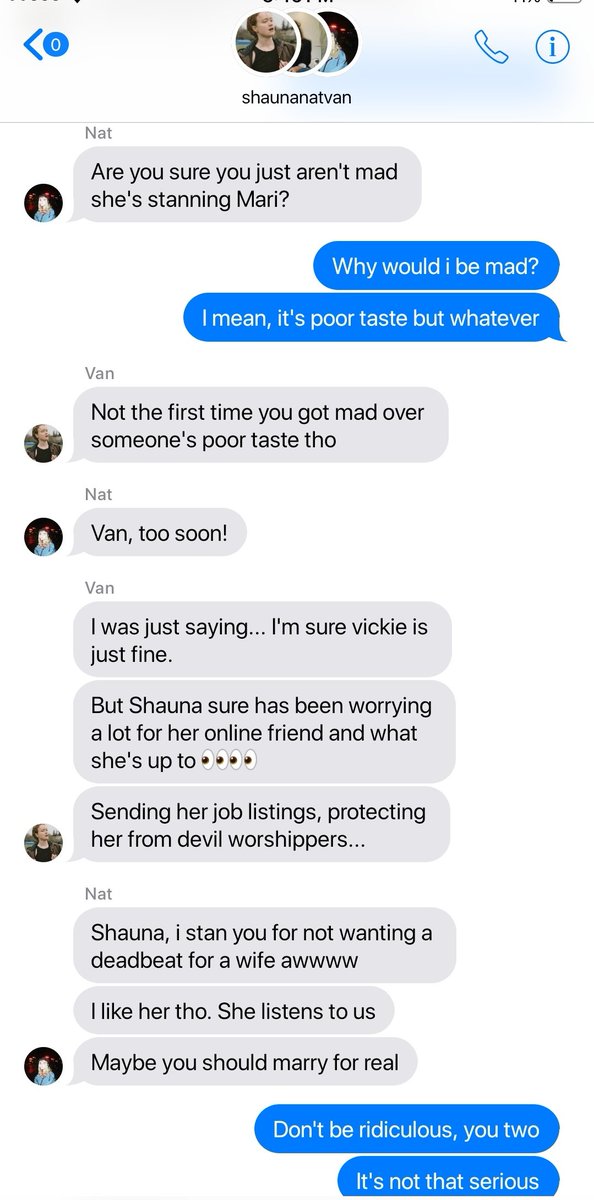 0
shaunanatvan
Nat
Are you sure you just aren't mad
she's stanning Mari?
Why would i be mad?
I mean, it's poor taste but whatever
Van
Not the first time you got mad over
someone's poor taste tho
Nat
Van, too soon!
Van
I was just saying... I'm sure vickie is
just fine.
But Shauna sure has been worrying
a lot for her online friend and what
she's up to 👀👀
Sending her job listings, protecting
her from devil worshippers...
Nat
Shauna, i stan you for not wanting a
deadbeat for a wife awwww
I like her tho. She listens to us
Maybe you should marry for real
Don't be ridiculous, you two
It's not that serious